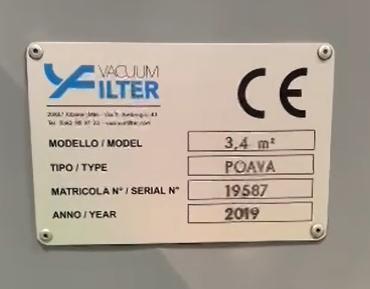 VACUUM
FILTER
CE
MODELLO / MODEL 3,4 m²
TIPO / TYPE POAVA
MATRICOLA N° / SERIAL N° 19587
ANNO / YEAR 2019